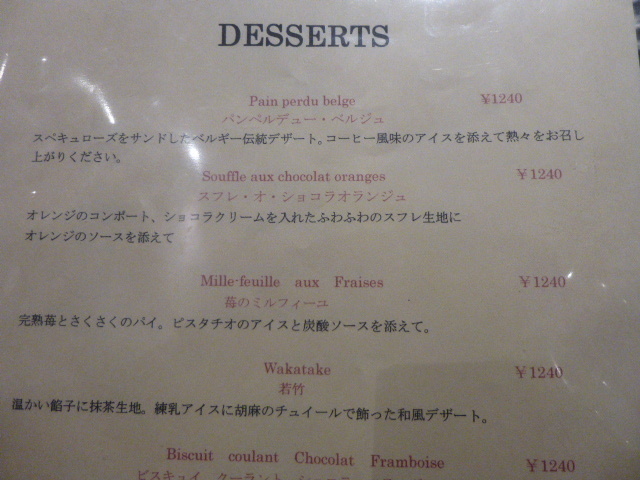 DESSERTS
Pain perdu belge ¥1240
パンペルデュー・ベルジュ
スペキュローズをサンドしたベルギー伝統デザート。コーヒー風味のアイスを添えて熱々をお召し
上がりください。
Souffle aux chocolat oranges ¥1240
スフレ・オ・ショコラオランジュ
オレンジのコンポート、ショコラクリームを入れたふわふわのスフレ生地に
オレンジのソースを添えて
Mille-feuille aux Fraises ¥1240
苺のミルフィーユ
完熟苺とさくさくのパイ。ピスタチオのアイスと炭酸ソースを添えて。
Wakatake ¥1240
若竹
温かい餡子に抹茶生地。練乳アイスに胡麻のチュイールで飾った和風デザート。
Biscuit coulant Chocolat Framboise ¥1240
ビスキュイ クーラント